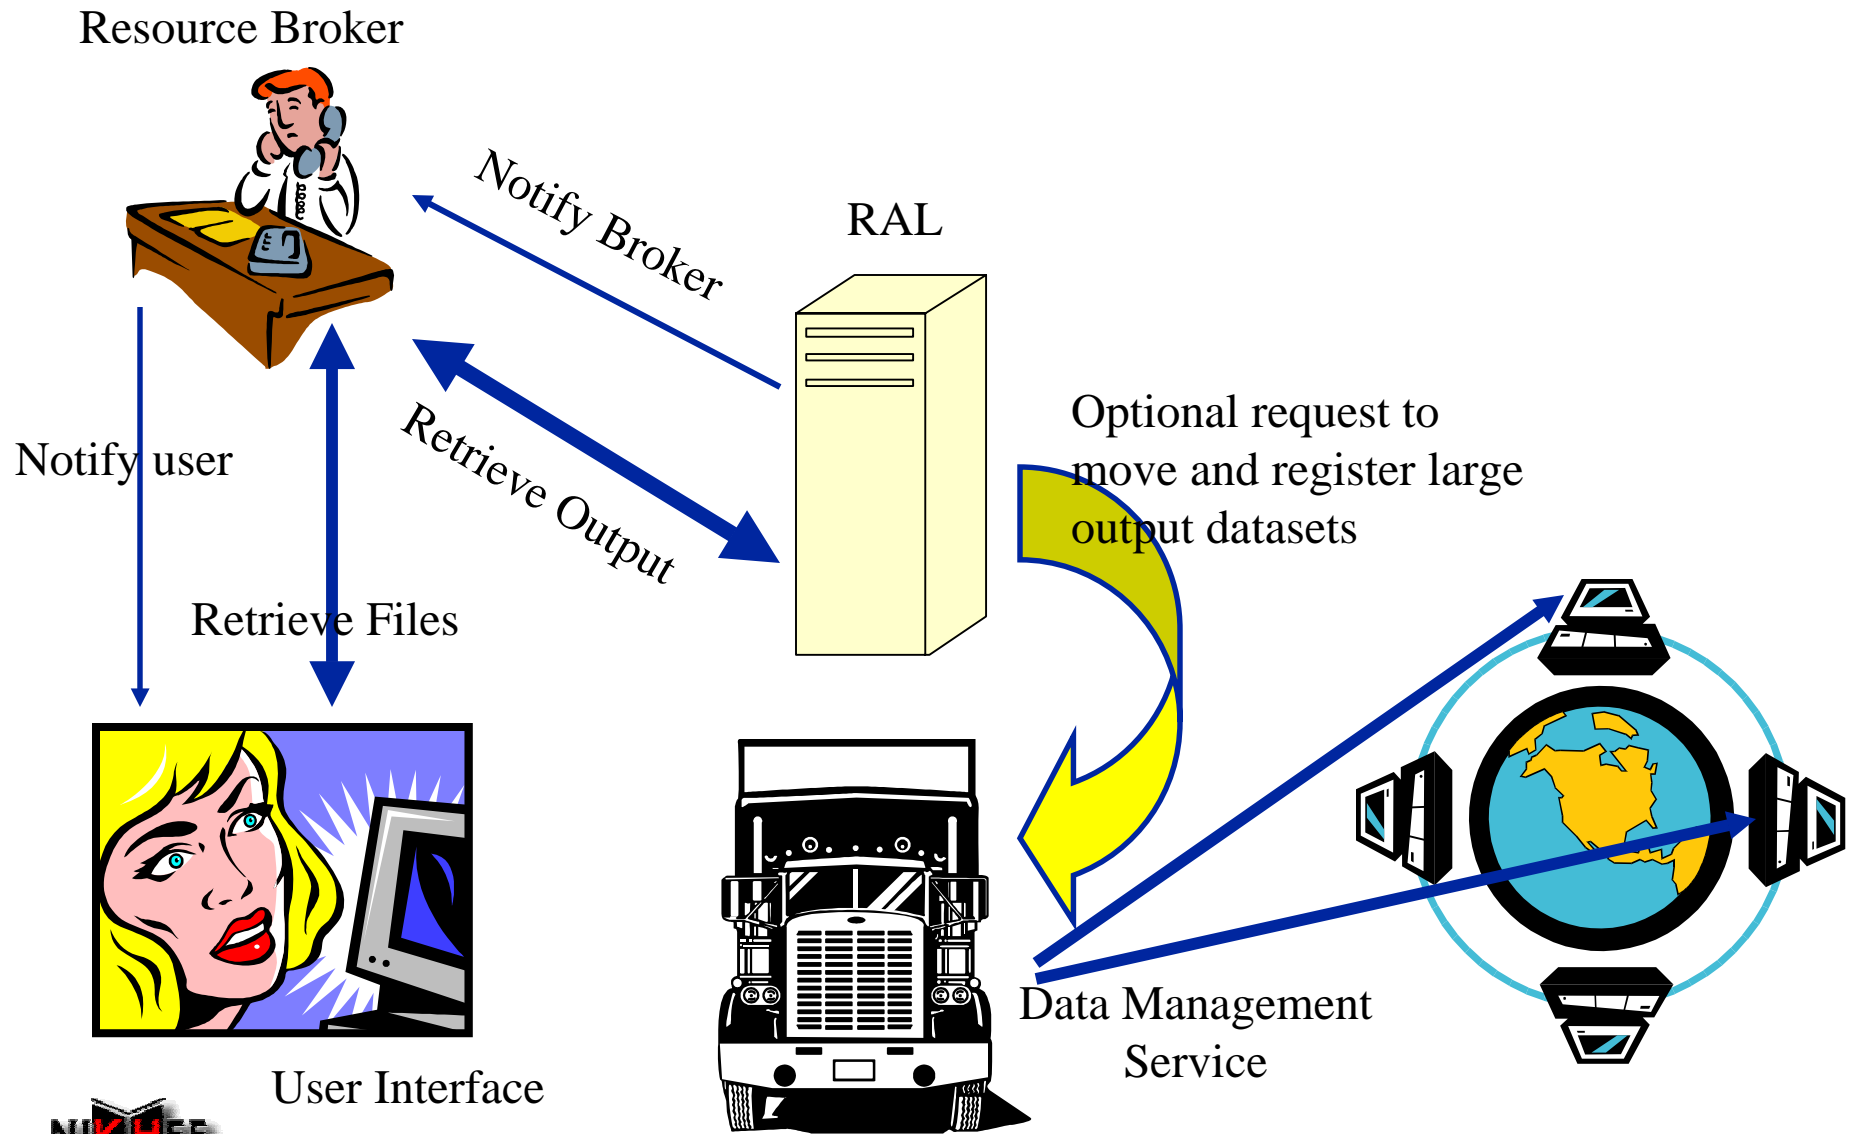 Resource Broker
Notify Broker
RAL
Optional request to
move and register large
output datasets
Notify user
Retrieve Output
Retrieve Files
Data Management
Service
User Interface
NIKHEF